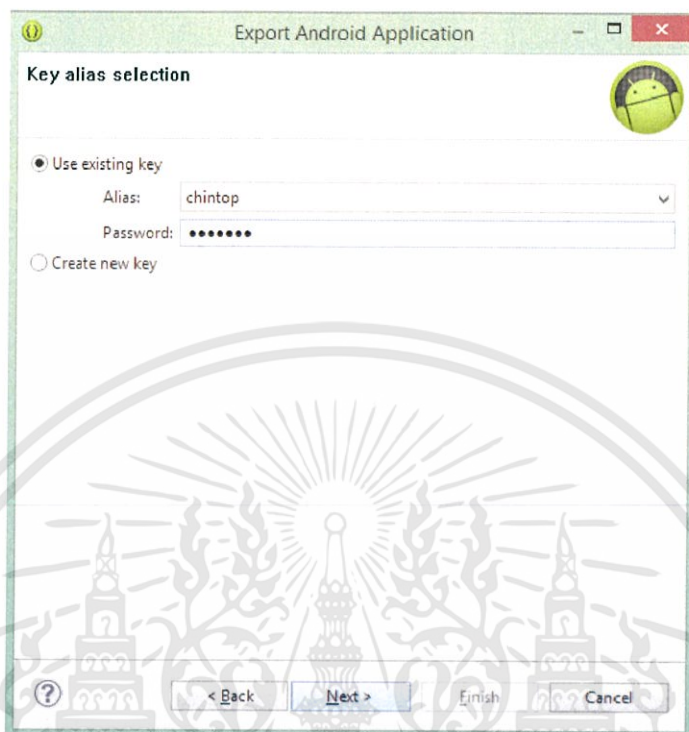 Export Android Application
Key alias selection
Use existing key
Alias: chintop
Password: •••••••
Create new key
< Back Next > Finish Cancel